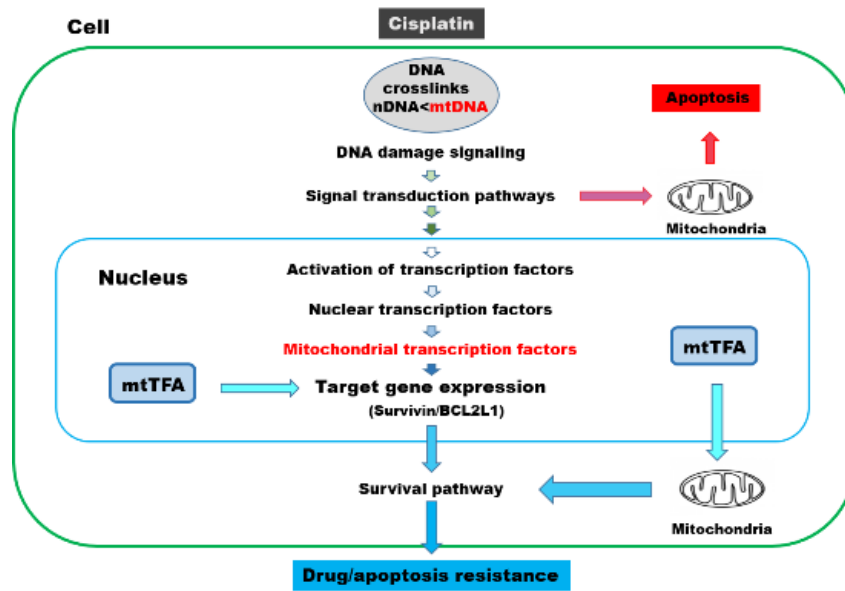 Cell
Cisplatin
DNA
crosslinks
nDNA<mtDNA
Apoptosis
DNA damage signaling
Signal transduction pathways
Mitochondria
Nucleus
Activation of transcription factors
Nuclear transcription factors
Mitochondrial transcription factors
mtTFA
mtTFA
Target gene expression
(Survivin/BCL2L1)
Survival pathway
Mitochondria
Drug/apoptosis resistance